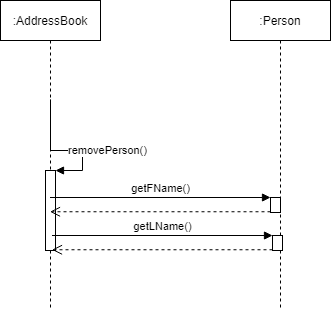 :AddressBook
:Person
removePerson()
getFName()
getLName()